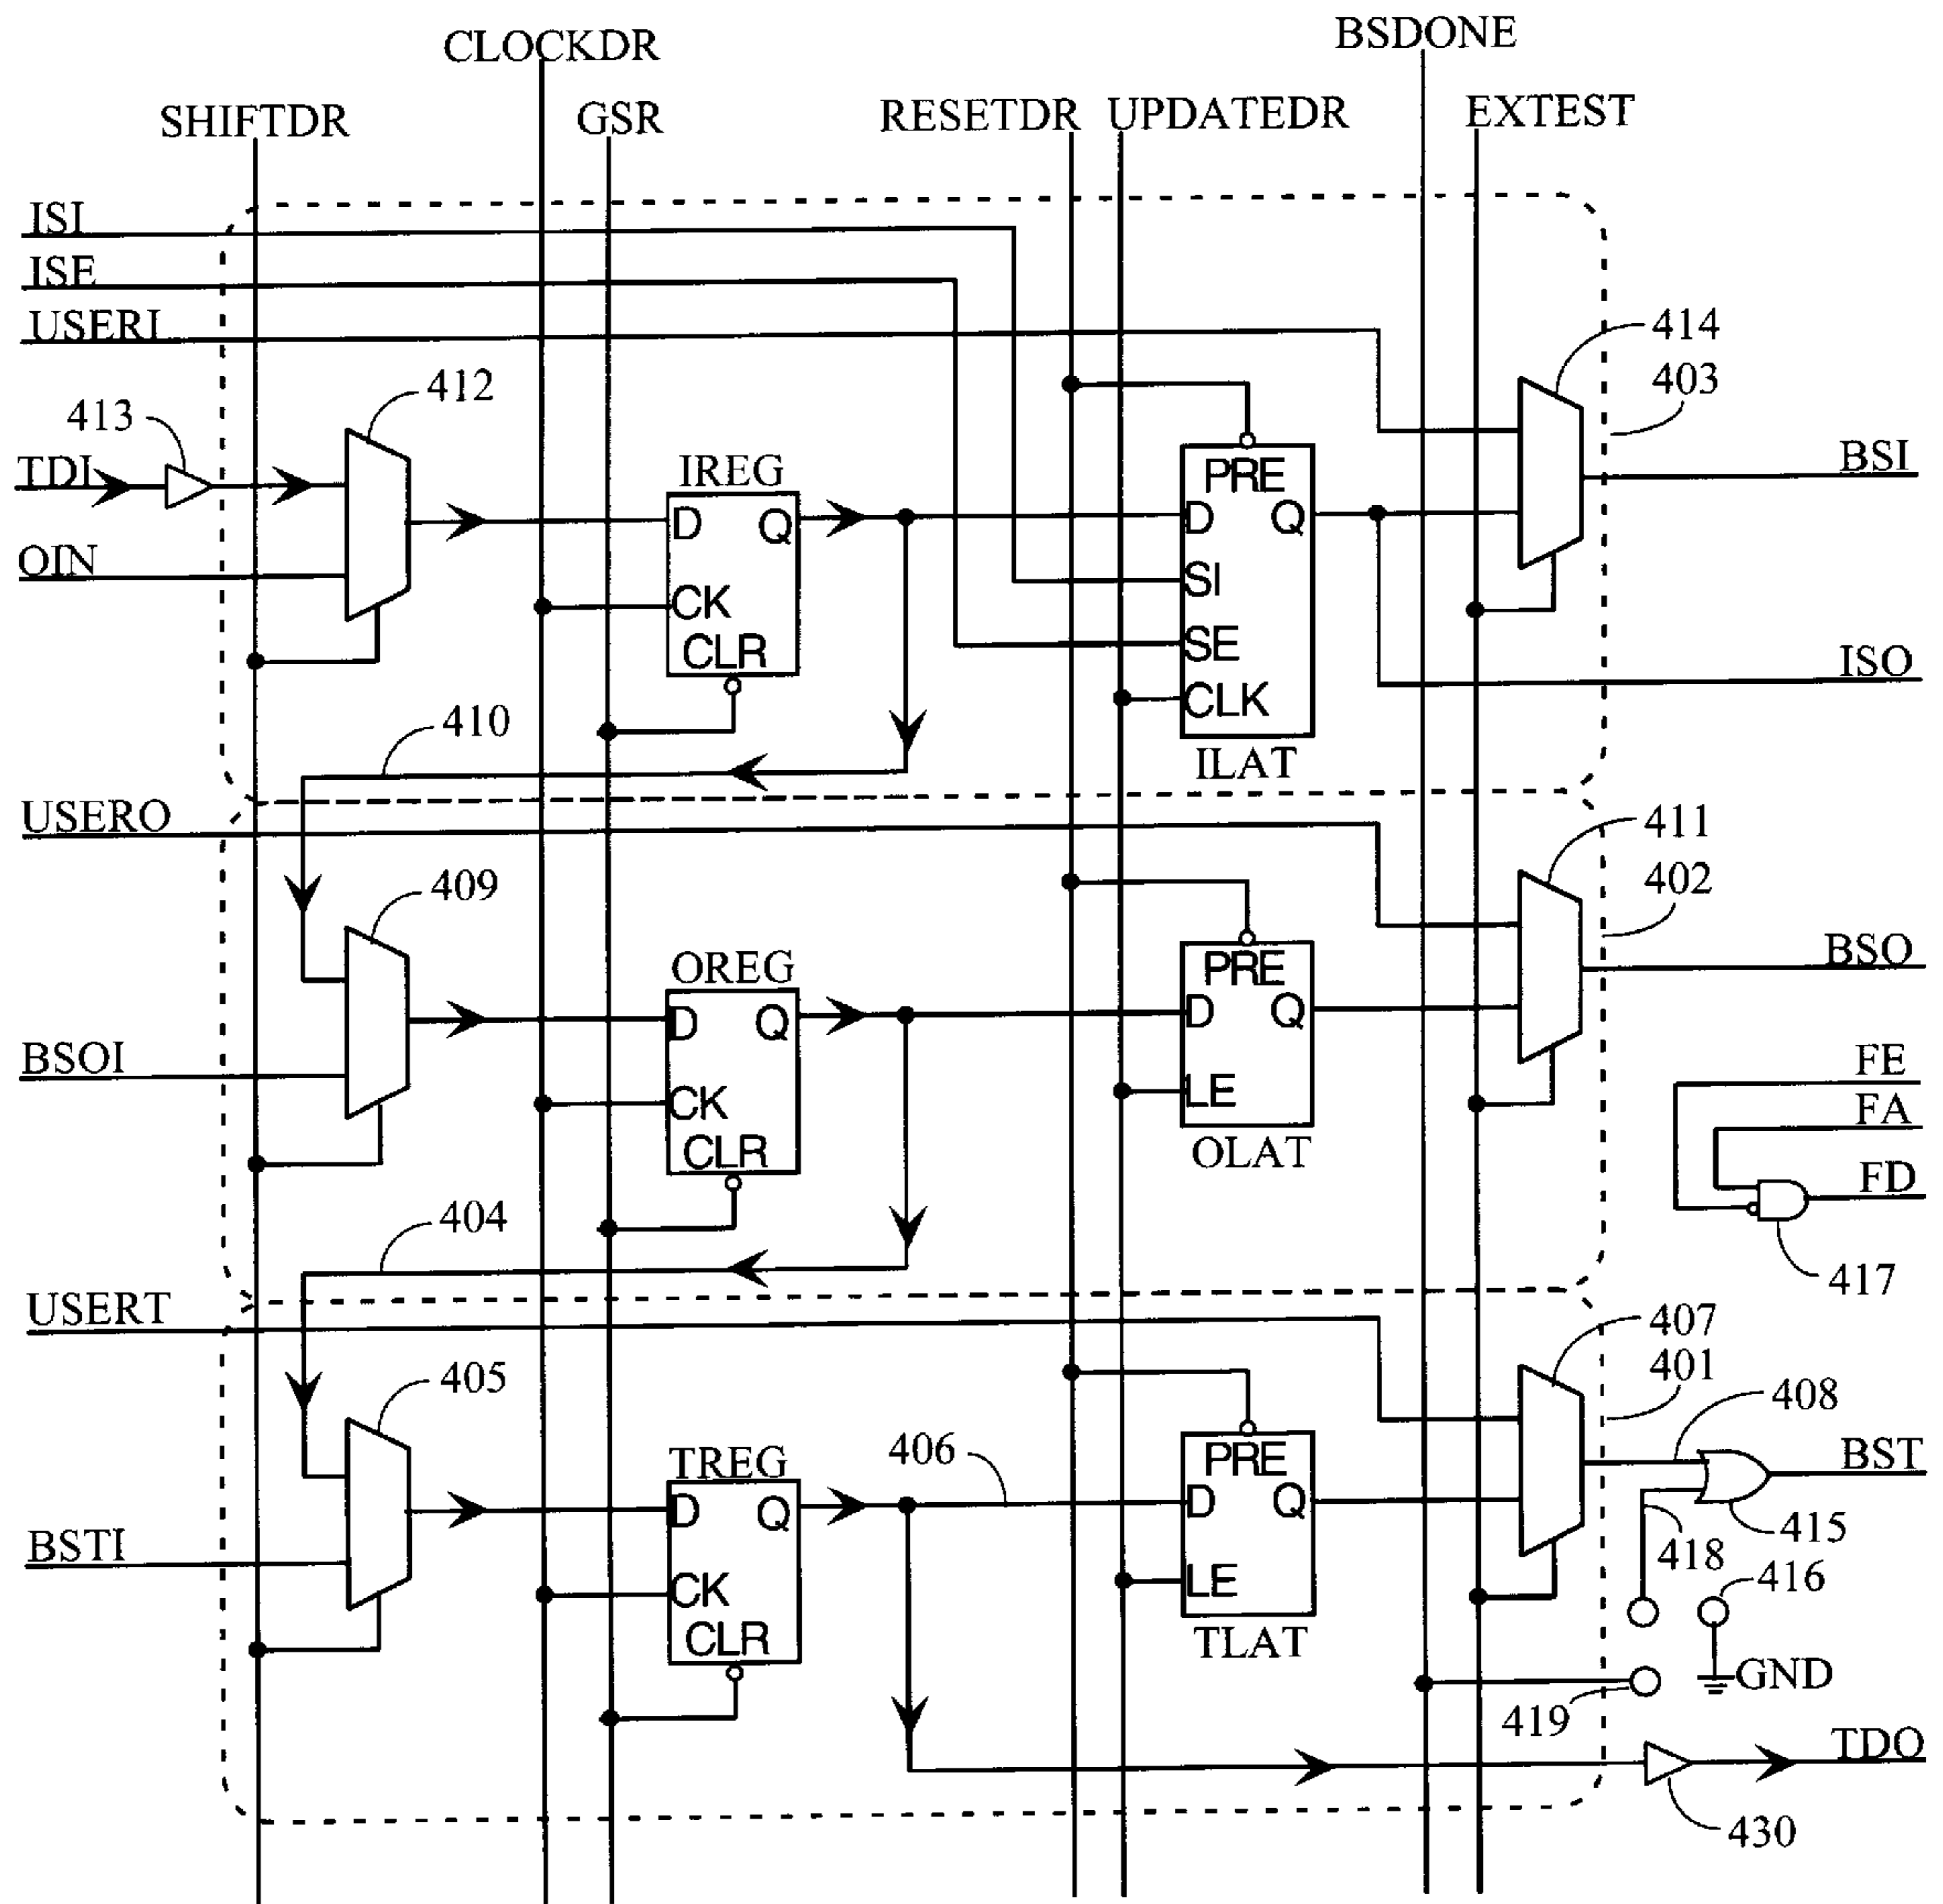 CLOCKDR
BSDONE
SHIFTDR
GSR
RESETDR
UPDATEDR
EXTEST
ISI
ISE
USERI
414
403
412
413
TDI
IREG
D
Q
CK
CLR
PRE
D
Q
SI
SE
CLK
ILAT
BSI
OIN
ISO
410
USERO
411
402
409
OREG
D
Q
CK
CLR
PRE
D
Q
LE
OLAT
BSO
BSOI
FE
FA
FD
417
404
USERT
407
401
405
408
406
TREG
D
Q
CK
CLR
PRE
D
Q
LE
TLAT
BST
BSTI
415
418
416
GND
419
TDO
430